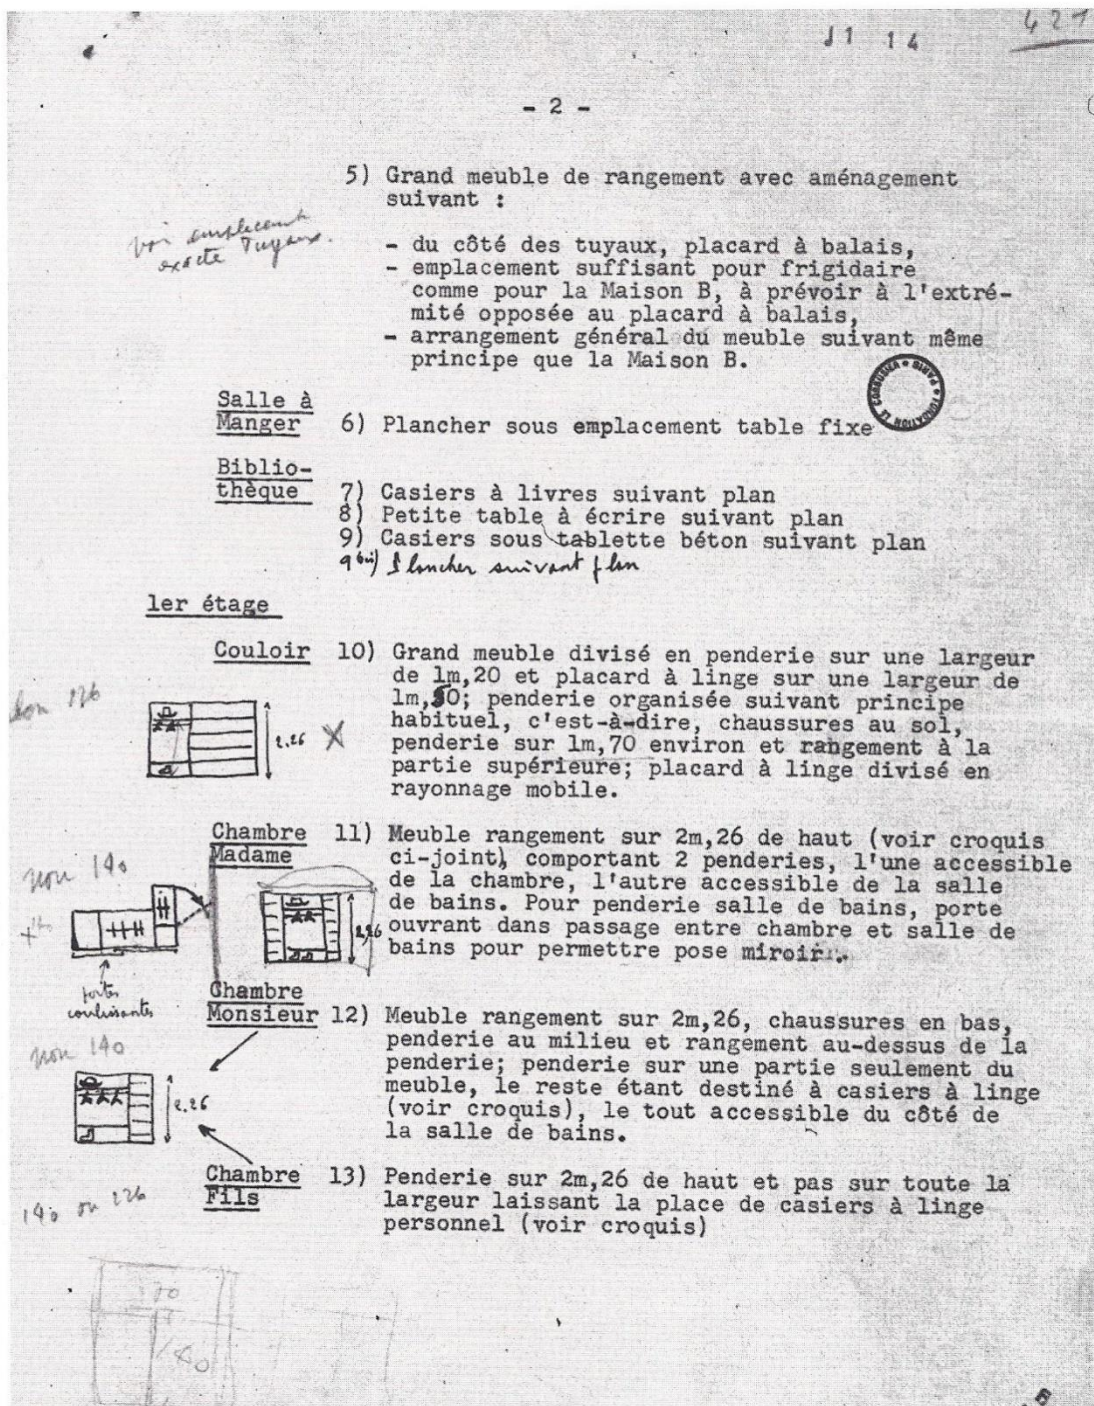 421
J1 14
- 2 -
5) Grand meuble de rangement avec aménagement
suivant :
voir emplacement
exacte Tuyaux.
- du côté des tuyaux, placard à balais,
- emplacement suffisant pour frigidaire
comme pour la Maison B, à prévoir à l'extré-
mité opposée au placard à balais,
- arrangement général du meuble suivant même
principe que la Maison B.
FONDATION LE CORBUSIER * PARIS *
Salle à
Manger 6) Plancher sous emplacement table fixe
Biblio-
thèque 7) Casiers à livres suivant plan
8) Petite table à écrire suivant plan
9) Casiers sous tablette béton suivant plan
9 bis) Plancher suivant plan
1er étage
Couloir 10) Grand meuble divisé en penderie sur une largeur
de 1m,20 et placard à linge sur une largeur de
1m,50; penderie organisée suivant principe
habituel, c'est-à-dire, chaussures au sol,
penderie sur 1m,70 environ et rangement à la
partie supérieure; placard à linge divisé en
rayonnage mobile.
2.26
Chambre
Madame 11) Meuble rangement sur 2m,26 de haut (voir croquis
ci-joint), comportant 2 penderies, l'une accessible
de la chambre, l'autre accessible de la salle
de bains. Pour penderie salle de bains, porte
ouvrant dans passage entre chambre et salle de
bains pour permettre pose miroir.
non 140
2,26
portes
coulissantes
Chambre
Monsieur 12) Meuble rangement sur 2m,26, chaussures en bas,
penderie au milieu et rangement au-dessus de la
penderie; penderie sur une partie seulement du
meuble, le reste étant destiné à casiers à linge
(voir croquis), le tout accessible du côté de
la salle de bains.
non 140
2.26
Chambre
Fils 13) Penderie sur 2m,26 de haut et pas sur toute la
largeur laissant la place de casiers à linge
personnel (voir croquis)
140 ou 226
140